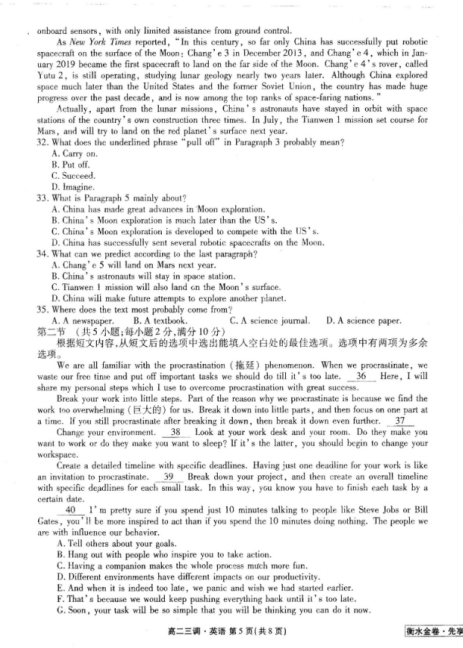 onboard sensors, with only limited assistance from ground control.
As New York Times reported, "In this century, so far only China has successfully put robotic
spacecraft on the surface of the Moon: Chang'e 3 in December 2013, and Chang'e 4, which in Jan-
uary 2019 became the first spacecraft to land on the far side of the Moon. Chang'e 4's rover, called
Yutu 2, is still operating, studying lunar geology nearly two years later. Although China explored
space much later than the United States and the former Soviet Union, the country has made huge
progress over the past decade, and is now among the top ranks of space-faring nations."
Actually, apart from the lunar missions, China's astronauts have stayed in orbit with space
stations of the country's own construction three times. In July, the Tianwen 1 mission set course for
Mars, and will try to land on the red planet's surface next year.
32. What does the underlined phrase "pull off" in Paragraph 3 probably mean?
A. Carry on.
B. Put off.
C. Succeed.
D. Imagine.
33. What is Paragraph 5 mainly about?
A. China has made great advances in Moon exploration.
B. China's Moon exploration is much later than the US's.
C. China's Moon exploration is developed to compete with the US's.
D. China has successfully sent several robotic spacecrafts on the Moon.
34. What can we predict according to the last paragraph?
A. Chang'e 5 will land on Mars next year.
B. China's astronauts will stay in space station.
C. Tianwen 1 mission will also land on the Moon's surface.
D. China will make future attempts to explore another planet.
35. Where does the text most probably come from?
A. A newspaper. B. A textbook. C. A science journal. D. A science paper.
第二节 (共5小题;每小题2分,满分10分)
根据短文内容,从短文后的选项中选出能填入空白处的最佳选项。选项中有两项为多余
选项。
We are all familiar with the procrastination (拖延) phenomenon. When we procrastinate, we
waste our free time and put off important tasks we should do till it's too late. 36 Here, I will
share my personal steps which I use to overcome procrastination with great success.
Break your work into little steps. Part of the reason why we procrastinate is because we find the
work too overwhelming (巨大的) for us. Break it down into little parts, and then focus on one part at
a time. If you still procrastinate after breaking it down, then break it down even further. 37
Change your environment. 38 Look at your work desk and your room. Do they make you
want to work or do they make you want to sleep? If it's the latter, you should begin to change your
workspace.
Create a detailed timeline with specific deadlines. Having just one deadline for your work is like
an invitation to procrastinate. 39 Break down your project, and then create an overall timeline
with specific deadlines for each small task. In this way, you know you have to finish each task by a
certain date.
40 I'm pretty sure if you spend just 10 minutes talking to people like Steve Jobs or Bill
Gates, you'll be more inspired to act than if you spend the 10 minutes doing nothing. The people we
are with influence our behavior.
A. Tell others about your goals.
B. Hang out with people who inspire you to take action.
C. Having a companion makes the whole process much more fun.
D. Different environments have different impacts on our productivity.
E. And when it is indeed too late, we panic and wish we had started earlier.
F. That's because we would keep pushing everything back until it's too late.
G. Soon, your task will be so simple that you will be thinking you can do it now.
高二三调·英语 第5页(共8页)
衡水金卷·先享